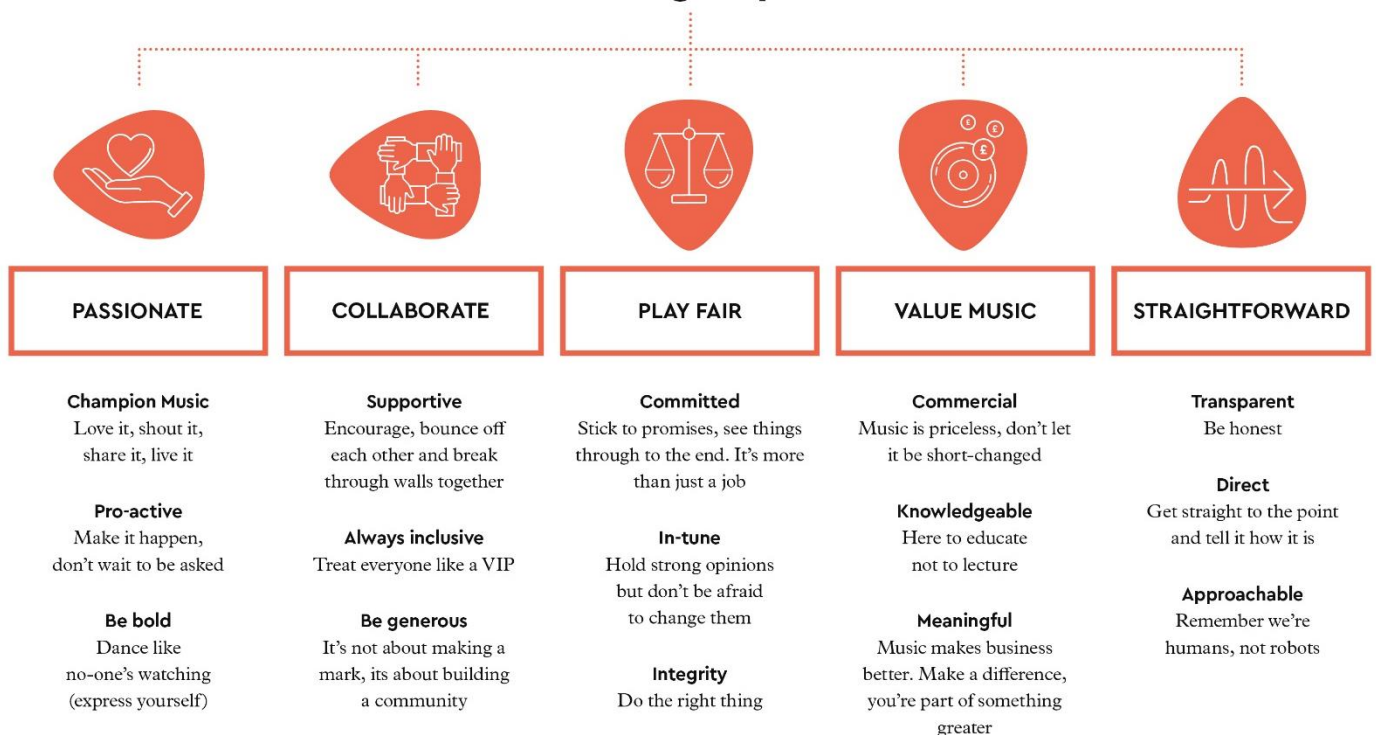 PASSIONATE
Champion Music
Love it, shout it,
share it, live it
Pro-active
Make it happen,
don't wait to be asked
Be bold
Dance like
no-one's watching
(express yourself)
COLLABORATE
Supportive
Encourage, bounce off
each other and break
through walls together
Always inclusive
Treat everyone like a VIP
Be generous
It's not about making a
mark, its about building
a community
PLAY FAIR
Committed
Stick to promises, see things
through to the end. It's more
than just a job
In-tune
Hold strong opinions
but don't be afraid
to change them
Integrity
Do the right thing
££££
VALUE MUSIC
Commercial
Music is priceless, don't let
it be short-changed
Knowledgeable
Here to educate
not to lecture
Meaningful
Music makes business
better. Make a difference,
you're part of something
greater
STRAIGHTFORWARD
Transparent
Be honest
Direct
Get straight to the point
and tell it how it is
Approachable
Remember we're
humans, not robots